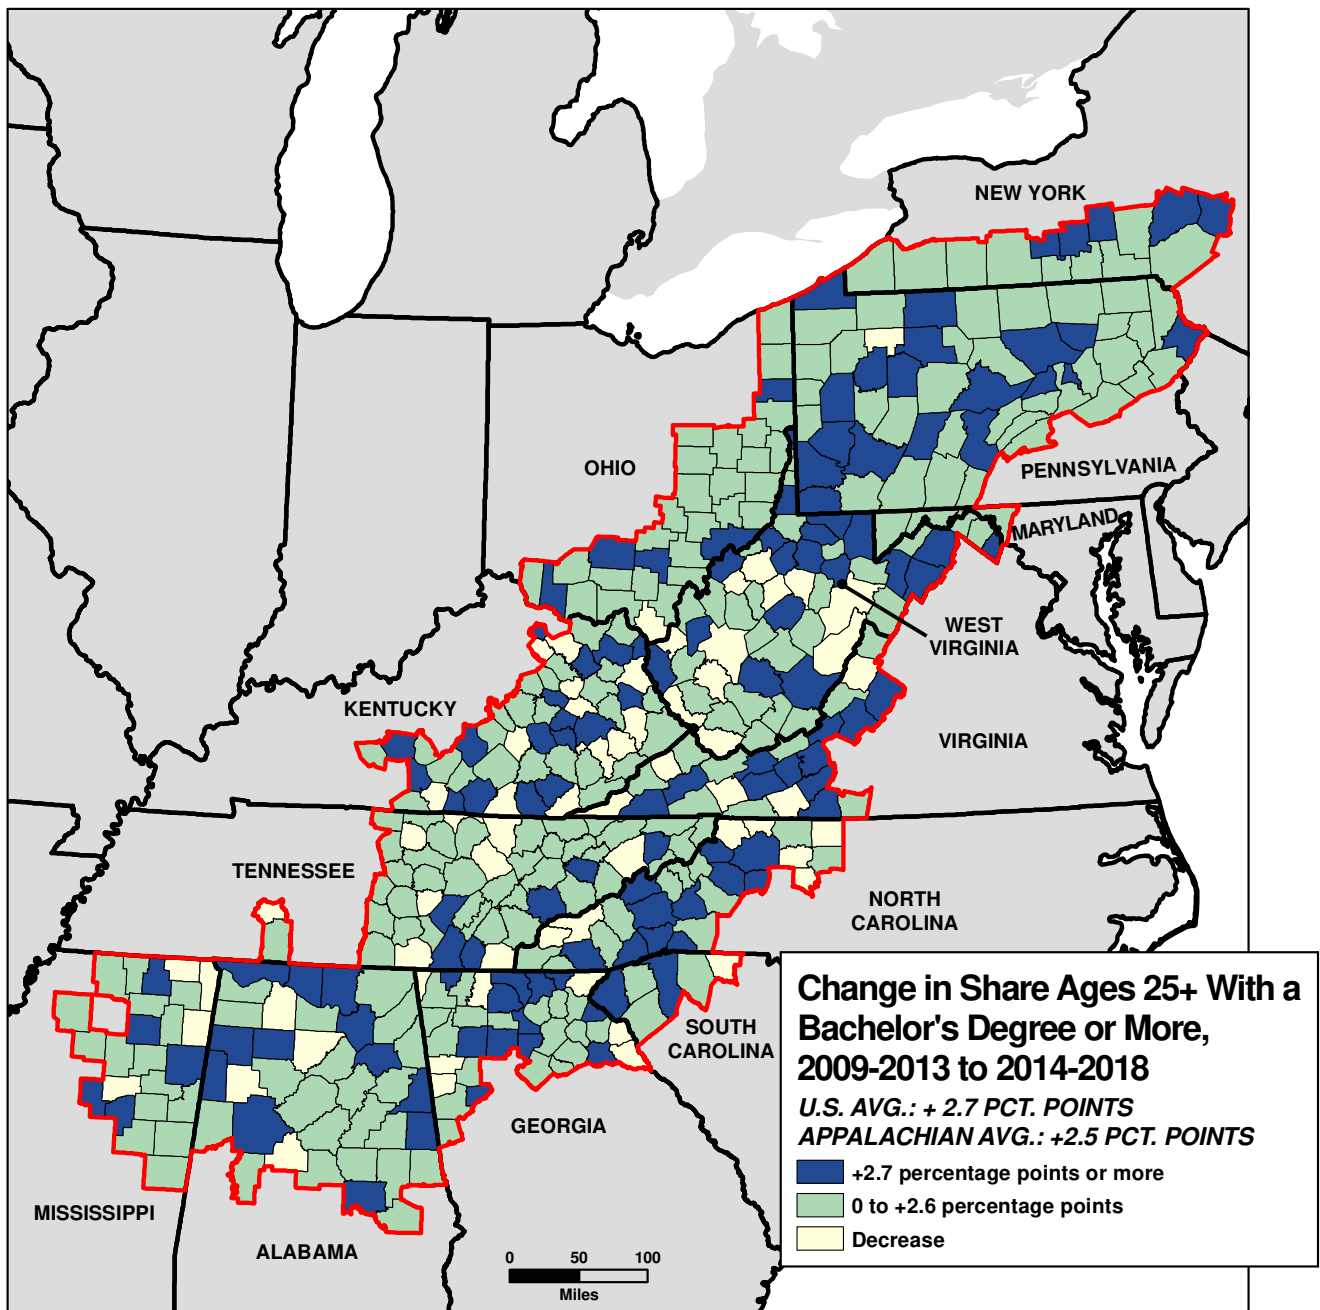 NEW YORK
OHIO
PENNSYLVANIA
MARYLAND
WEST
VIRGINIA
KENTUCKY
VIRGINIA
TENNESSEE
NORTH
CAROLINA
SOUTH
CAROLINA
GEORGIA
MISSISSIPPI
ALABAMA
0 50 100
Miles
Change in Share Ages 25+ With a
Bachelor's Degree or More,
2009-2013 to 2014-2018
U.S. AVG.: + 2.7 PCT. POINTS
APPALACHIAN AVG.: +2.5 PCT. POINTS
+2.7 percentage points or more
0 to +2.6 percentage points
Decrease